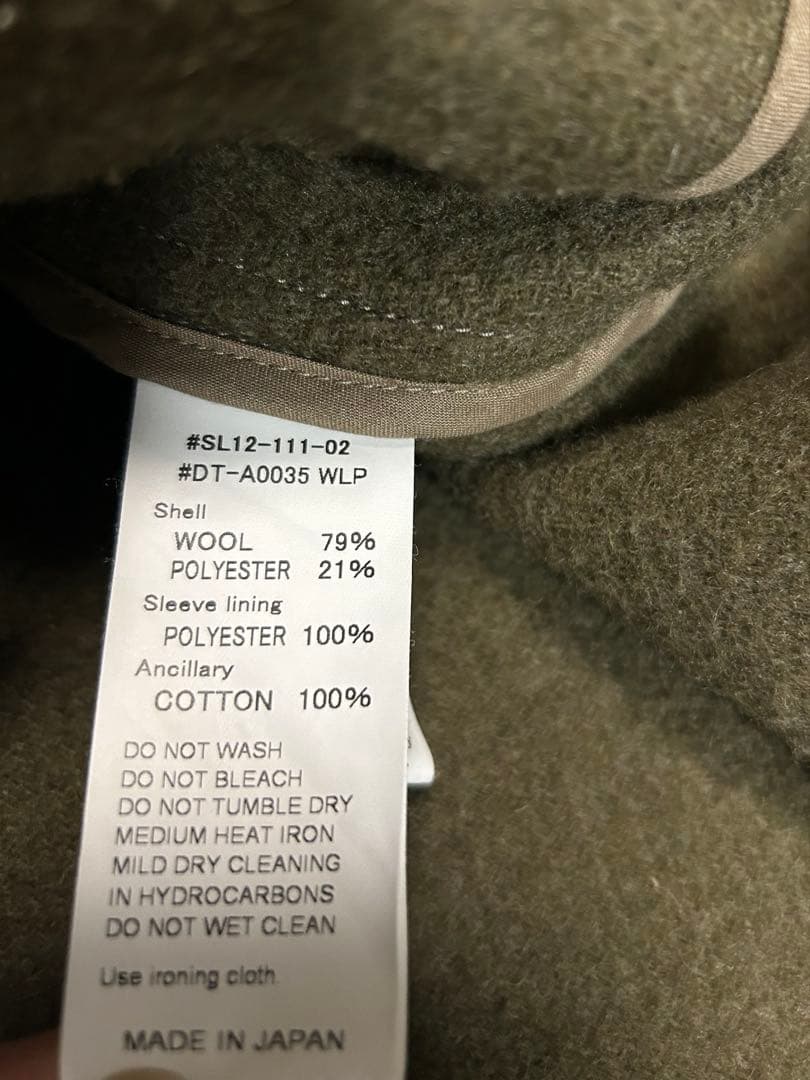 #SL12-111-02
#DT-A0035 WLP
Shell
WOOL 79%
POLYESTER 21%
Sleeve lining
POLYESTER 100%
Ancillary
COTTON 100%
DO NOT WASH
DO NOT BLEACH
DO NOT TUMBLE DRY
MEDIUM HEAT IRON
MILD DRY CLEANING
IN HYDROCARBONS
DO NOT WET CLEAN
Use ironing cloth
MADE IN JAPAN